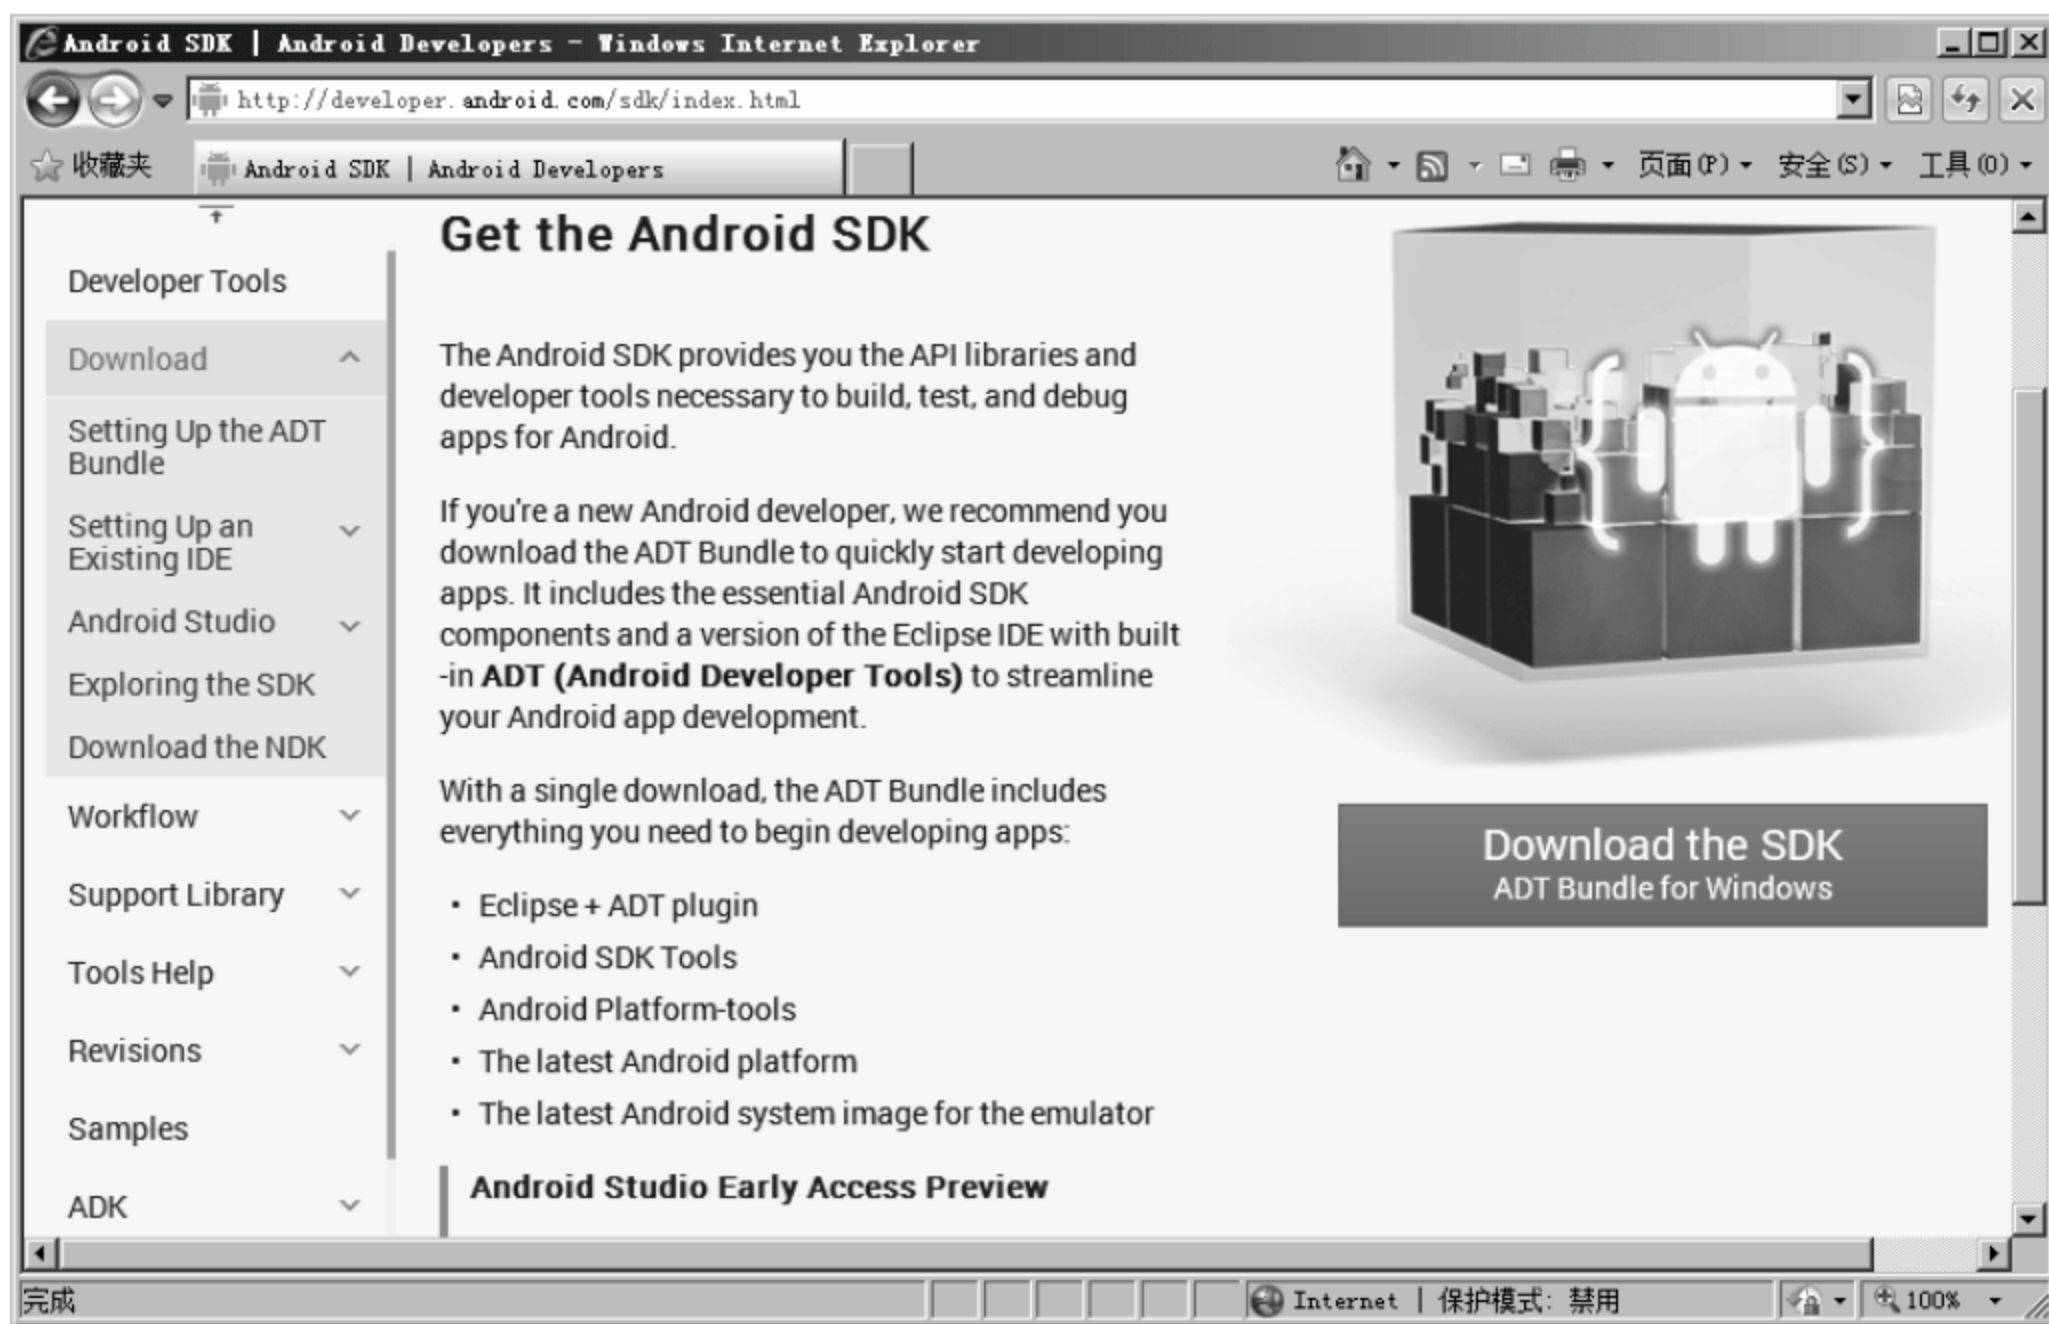 Android SDK | Android Developers - Windows Internet Explorer
http://developer.android.com/sdk/index.html
收藏夹
Android SDK | Android Developers
页面(P)
安全(S)
工具(O)
Developer Tools
Download
Setting Up the ADT
Bundle
Setting Up an
Existing IDE
Android Studio
Exploring the SDK
Download the NDK
Workflow
Support Library
Tools Help
Revisions
Samples
ADK
Get the Android SDK
The Android SDK provides you the API libraries and
developer tools necessary to build, test, and debug
apps for Android.
If you're a new Android developer, we recommend you
download the ADT Bundle to quickly start developing
apps. It includes the essential Android SDK
components and a version of the Eclipse IDE with built
-in ADT (Android Developer Tools) to streamline
your Android app development.
With a single download, the ADT Bundle includes
everything you need to begin developing apps:
• Eclipse + ADT plugin
• Android SDK Tools
• Android Platform-tools
• The latest Android platform
• The latest Android system image for the emulator
Android Studio Early Access Preview
Download the SDK
ADT Bundle for Windows
完成
Internet | 保护模式: 禁用
100%